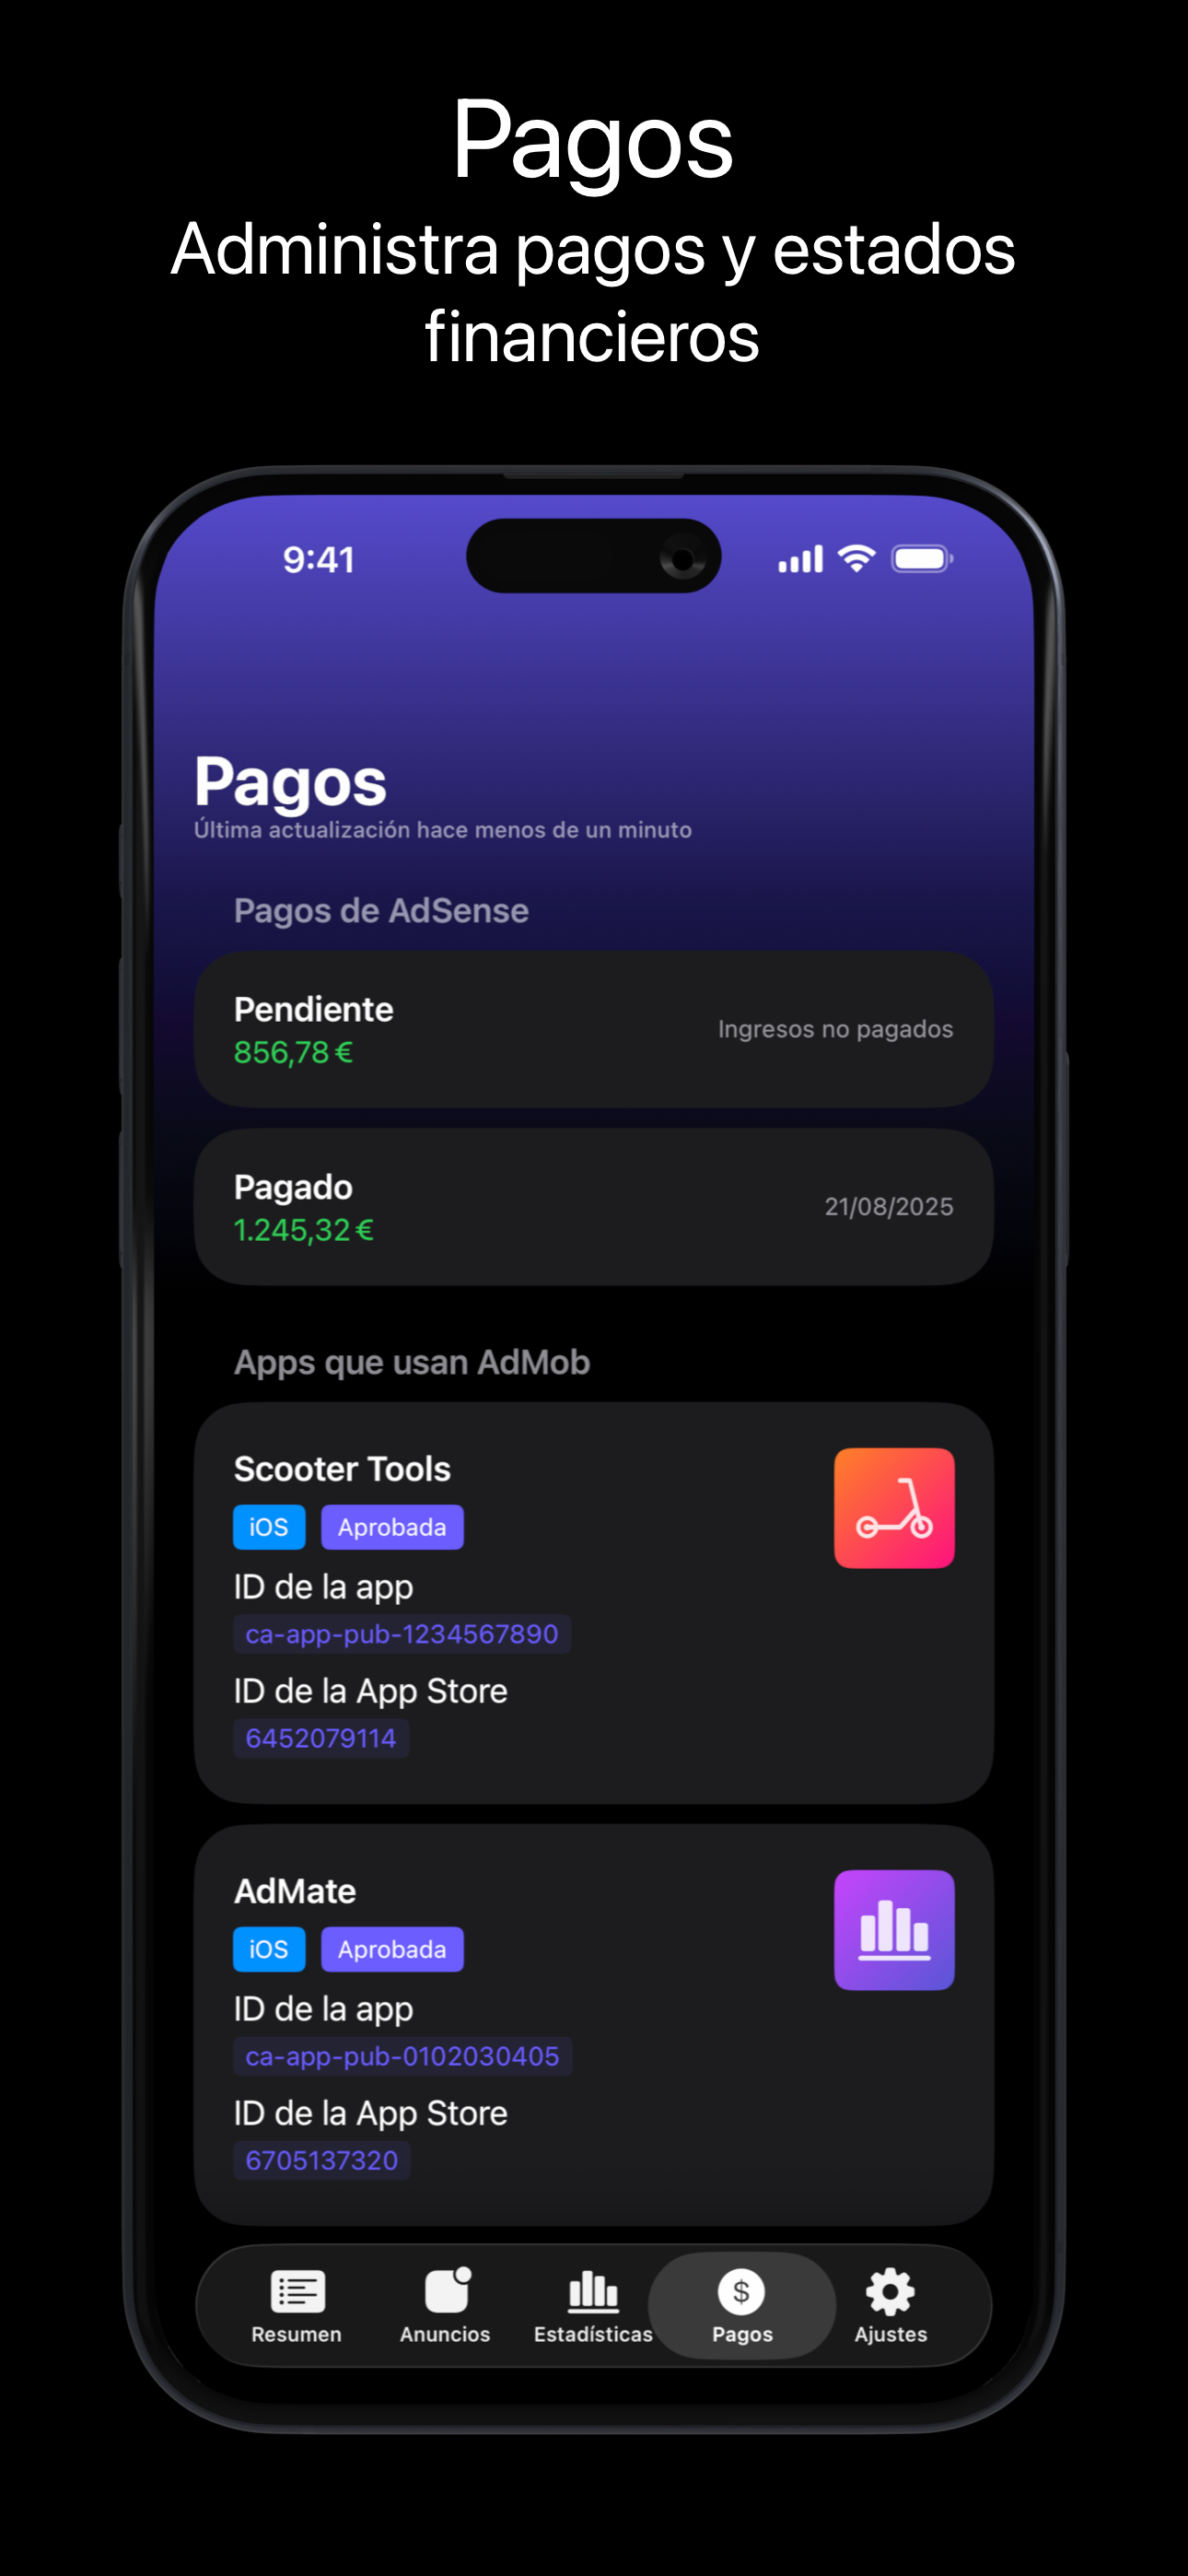 Pagos
Administra pagos y estados
financieros
9:41
Pagos
Última actualización hace menos de un minuto
Pagos de AdSense
Pendiente
856,78 €
Ingresos no pagados
Pagado
1.245,32 €
21/08/2025
Apps que usan AdMob
Scooter Tools
iOS Aprobada
ID de la app
ca-app-pub-1234567890
ID de la App Store
6452079114
AdMate
iOS Aprobada
ID de la app
ca-app-pub-0102030405
ID de la App Store
6705137320
$
Resumen Anuncios Estadísticas Pagos Ajustes